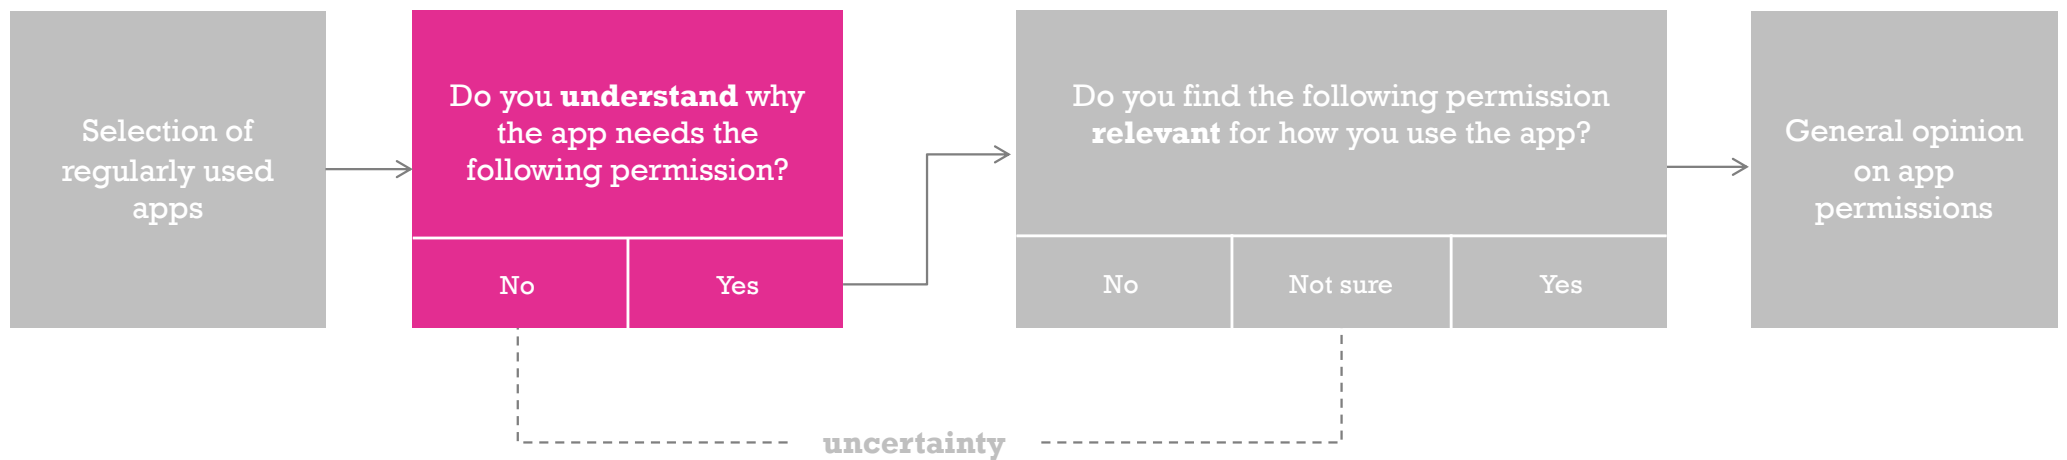 Selection of
regularly used
apps
Do you understand why
the app needs the
following permission?
No
Yes
Do you find the following permission
relevant for how you use the app?
No
Not sure
Yes
General opinion
on app
permissions
uncertainty